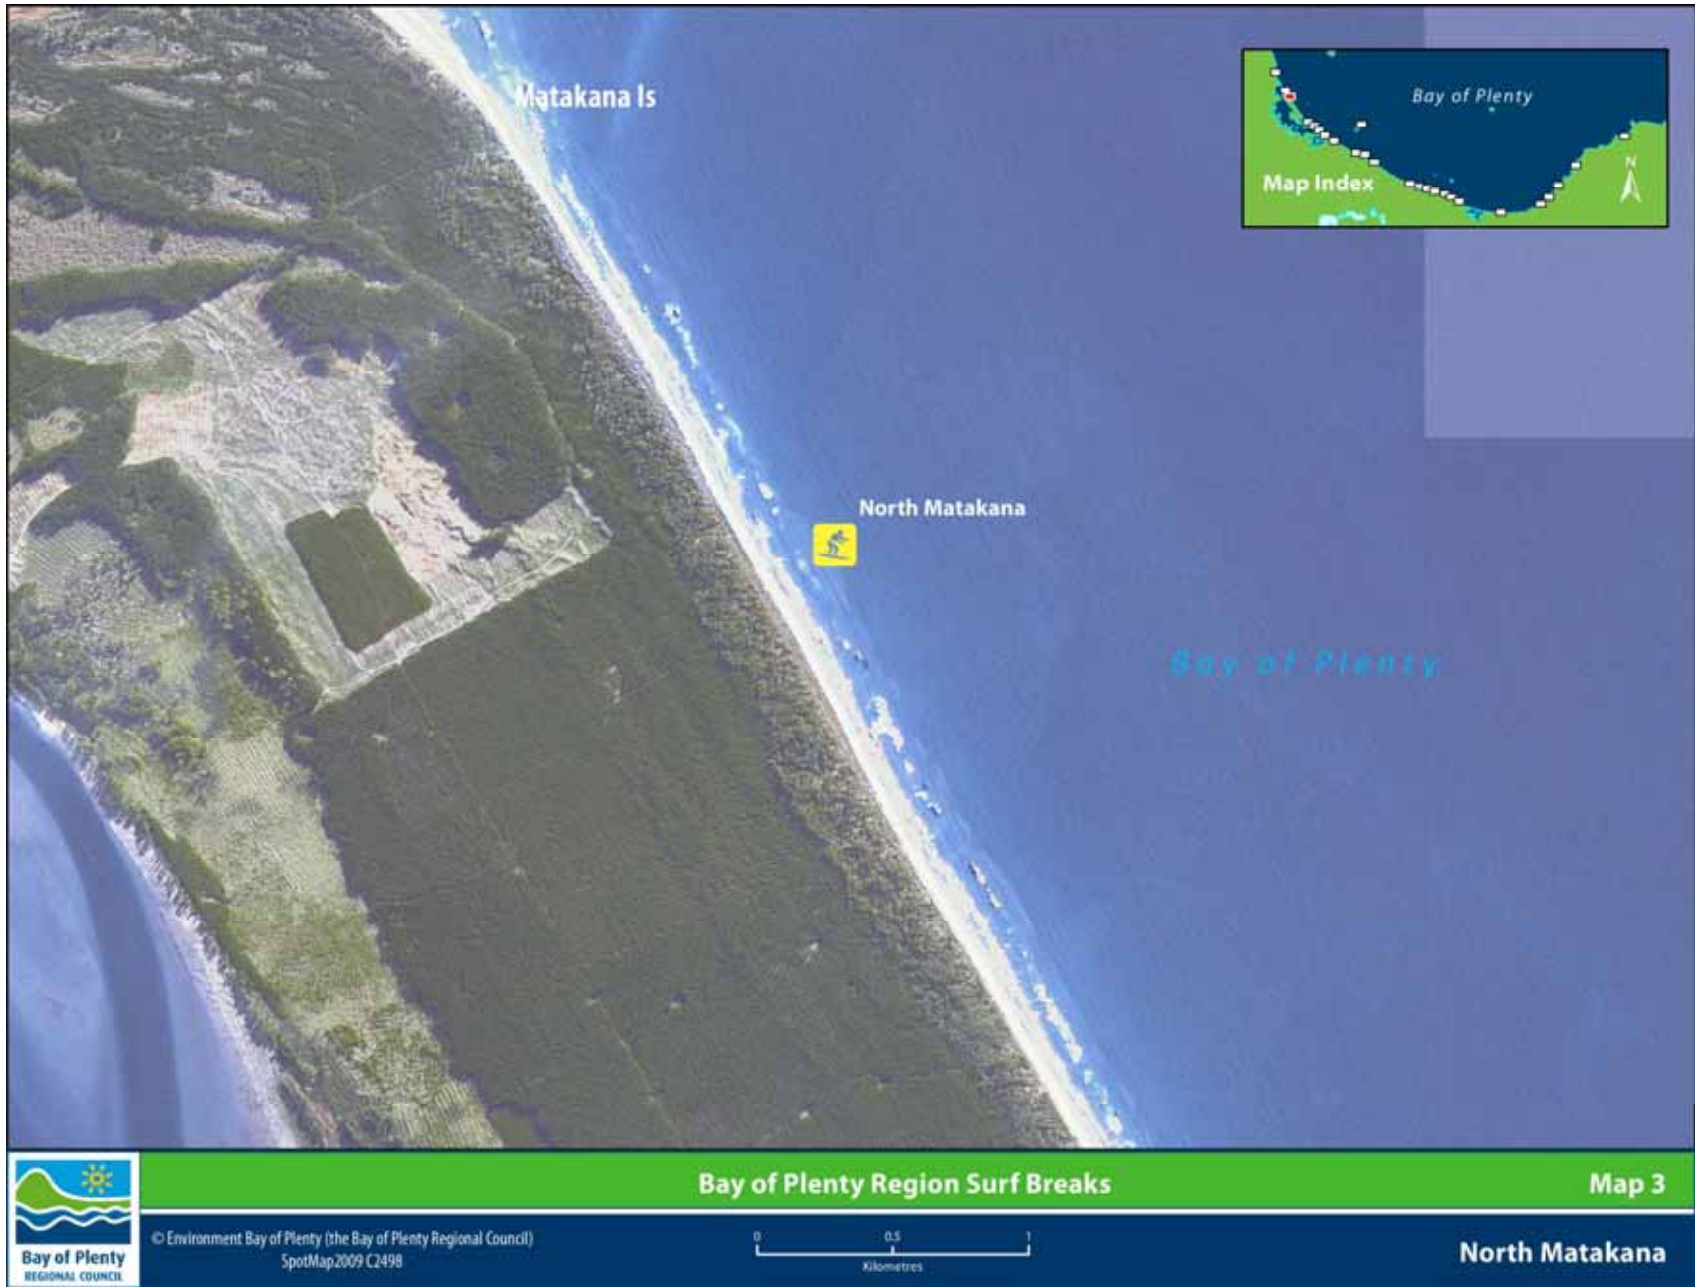 Matakana Is
Bay of Plenty
Map Index
N
North Matakana
Bay of Plenty
Bay of Plenty Region Surf Breaks
Map 3
Bay of Plenty
REGIONAL COUNCIL
© Environment Bay of Plenty (the Bay of Plenty Regional Council)
SpotMap2009 C2498
0 0.5 1
Kilometres
North Matakana